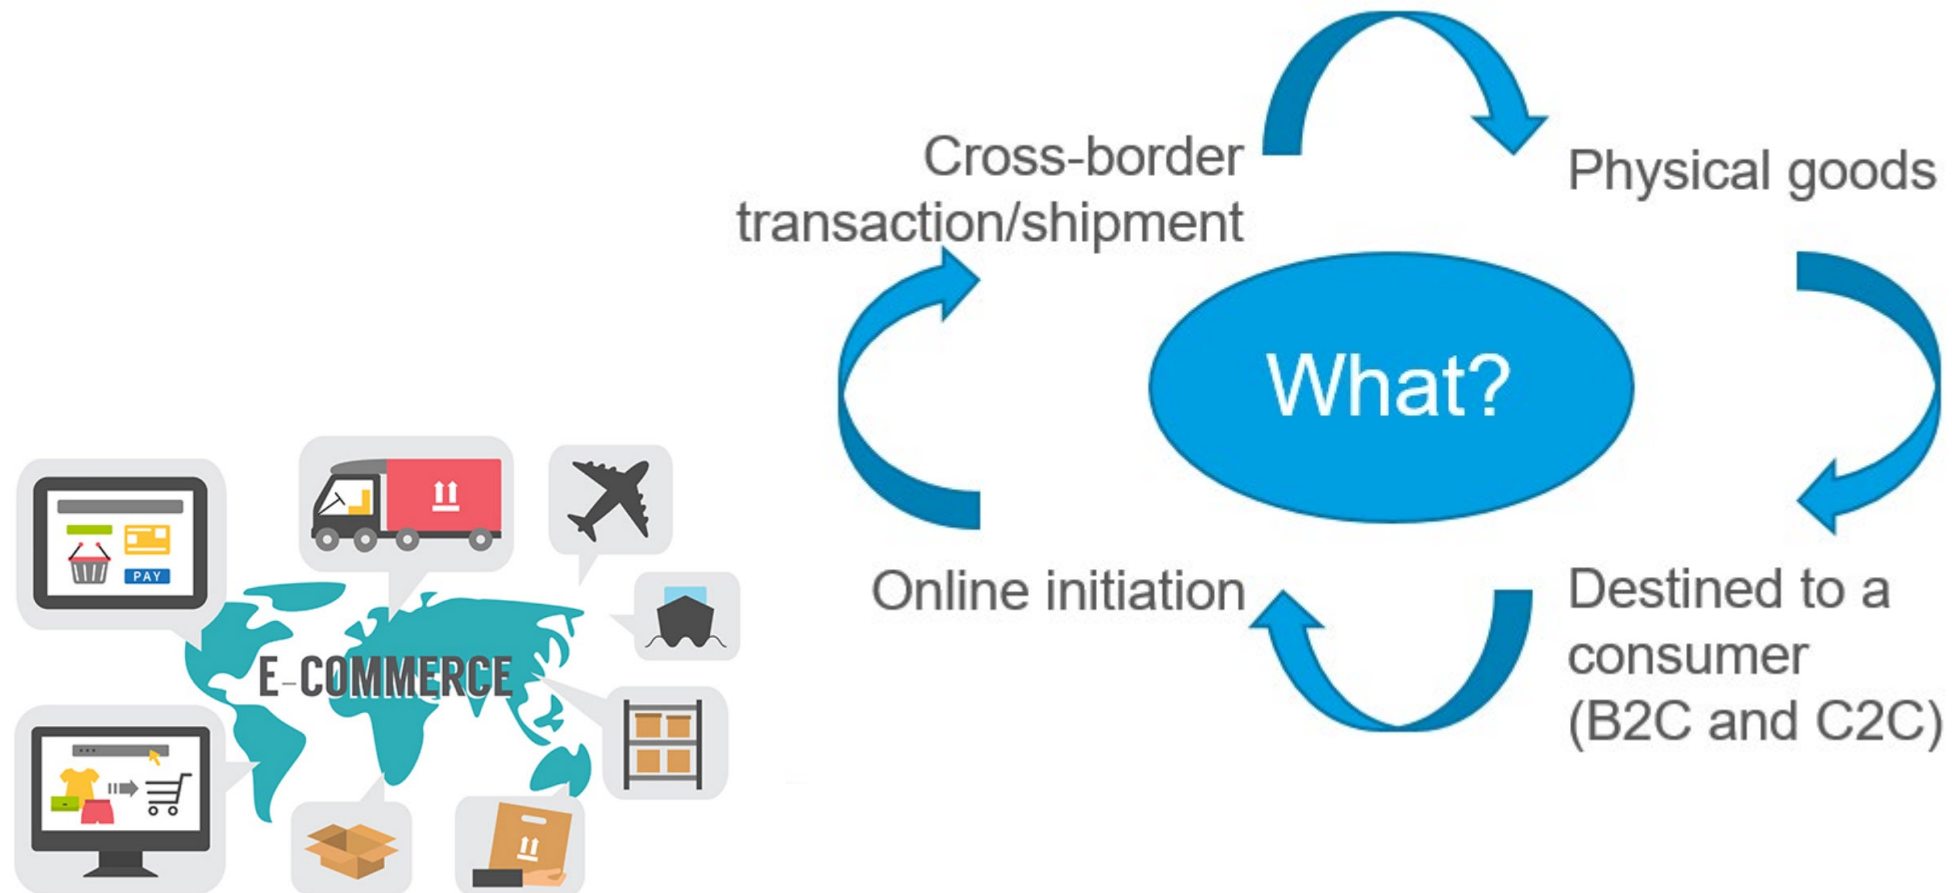 Cross-border
transaction/shipment
Physical goods
What?
Online initiation
Destined to a
consumer
(B2C and C2C)
PAY
E-COMMERCE